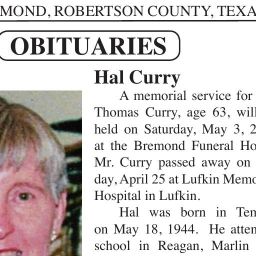 MOND, ROBERTSON COUNTY, TEXA
OBITUARIES
Hal Curry
A memorial service for
Thomas Curry, age 63, will
held on Saturday, May 3, 2
at the Bremond Funeral Ho
Mr. Curry passed away on
day, April 25 at Lufkin Memo
Hospital in Lufkin.
Hal was born in Tem
on May 18, 1944. He atten
school in Reagan, Marlin